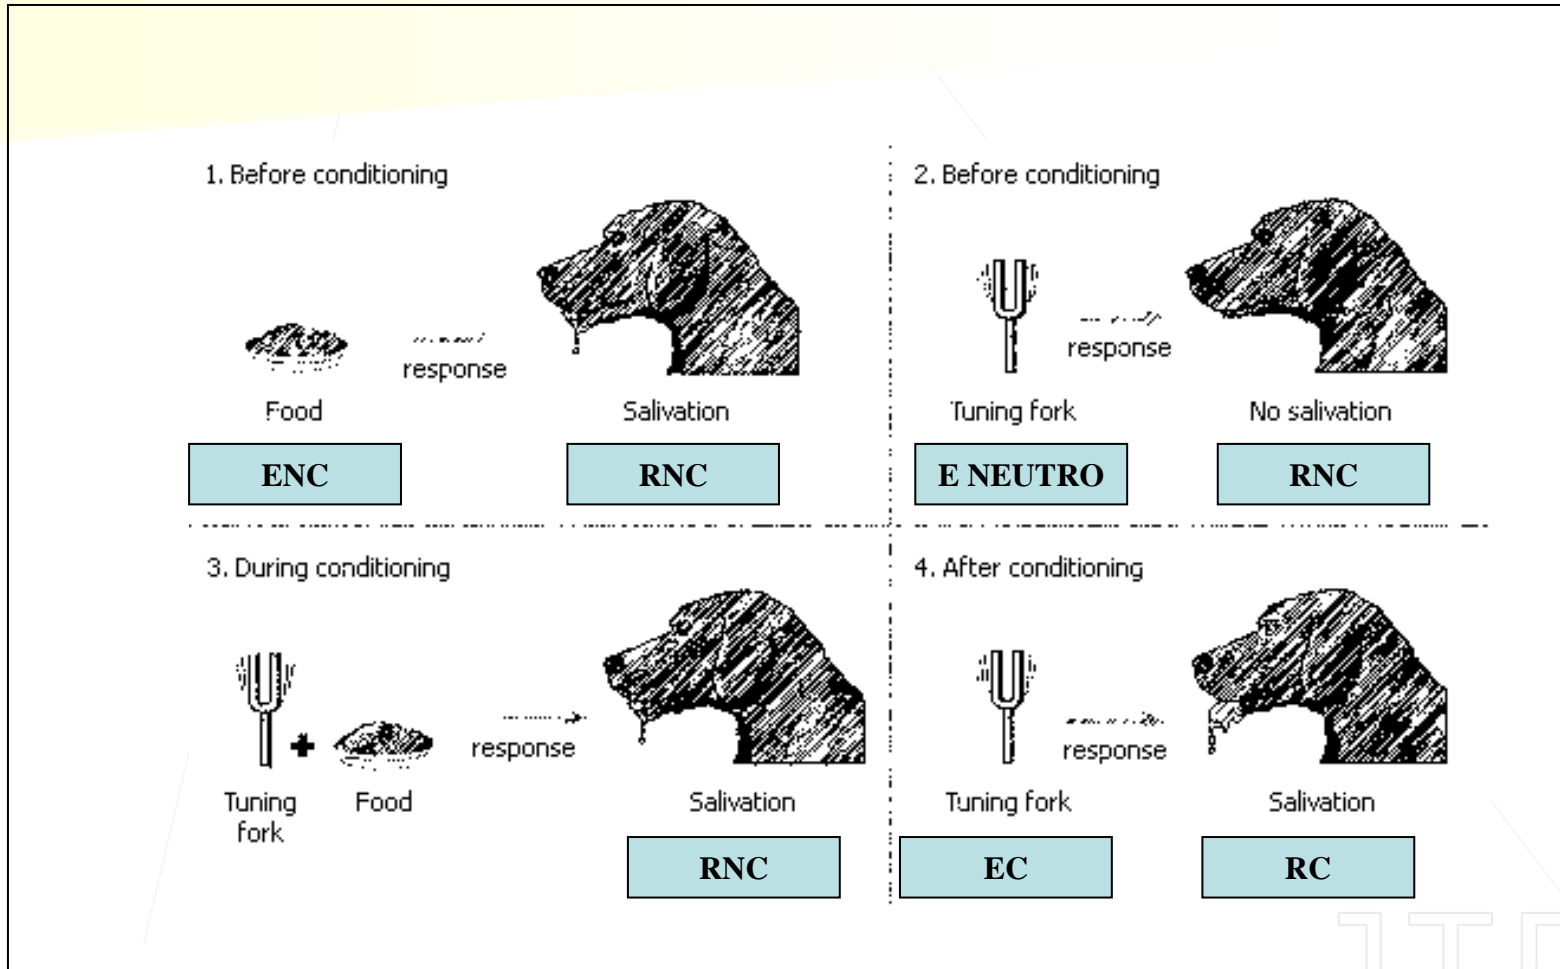 1. Before conditioning
response
Food
Salivation
ENC
RNC
2. Before conditioning
response
Tuning fork
No salivation
E NEUTRO
RNC
3. During conditioning
response
Tuning
fork
Food
Salivation
RNC
4. After conditioning
response
Tuning fork
Salivation
EC
RC